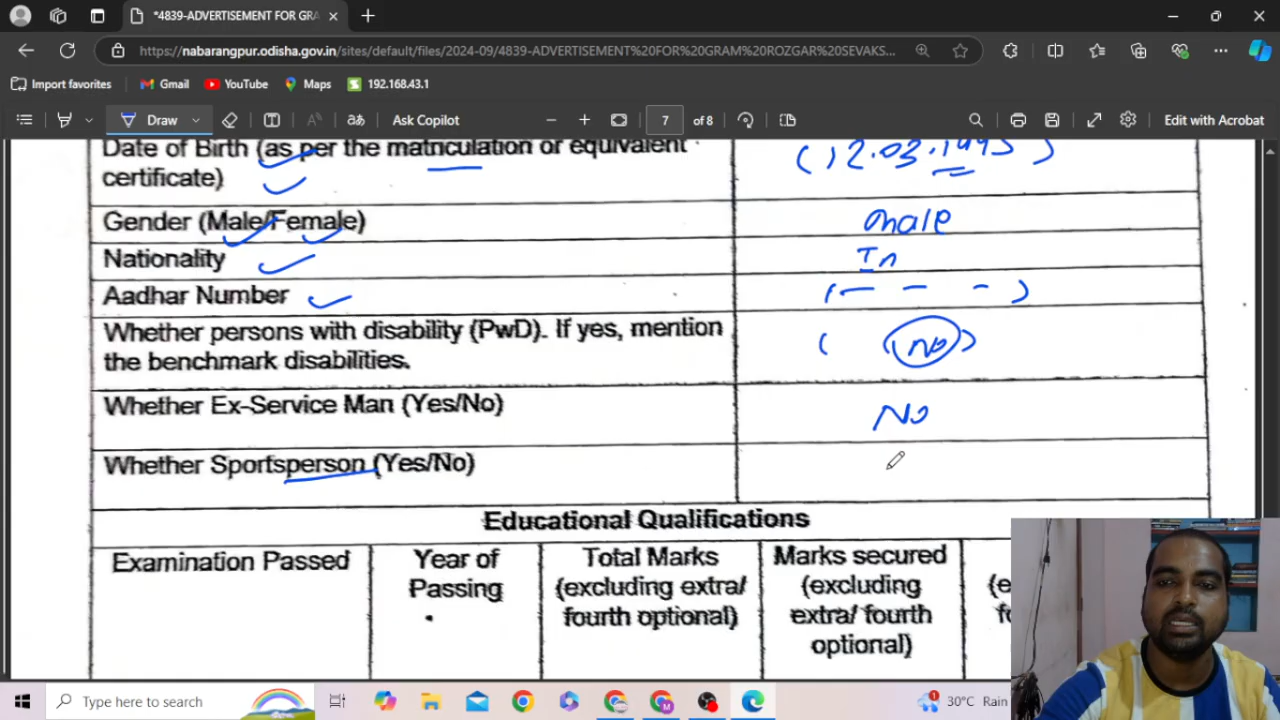 *4839-ADVERTISEMENT FOR GRA
https://nabarangpur.odisha.gov.in/sites/default/files/2024-09/4839-ADVERTISEMENT%20FOR%20GRAM%20ROZGAR%20SEVAKS...
Import favorites
Gmail
YouTube
Maps
192.168.43.1
Draw
aあ
Ask Copilot
7 of 8
Edit with Acrobat
Date of Birth (as per the matriculation or equivalent
certificate)
(12.03.1995)
Gender (Male/Female)
male
Nationality
In
Aadhar Number
Whether persons with disability (PwD). If yes, mention
the benchmark disabilities.
(no)
Whether Ex-Service Man (Yes/No)
No
Whether Sportsperson (Yes/No)
Educational Qualifications
Examination Passed
Year of
Passing
Total Marks
(excluding extra/
fourth optional)
Marks secured
(excluding
extra/ fourth
optional)
Type here to search
30°C Rain